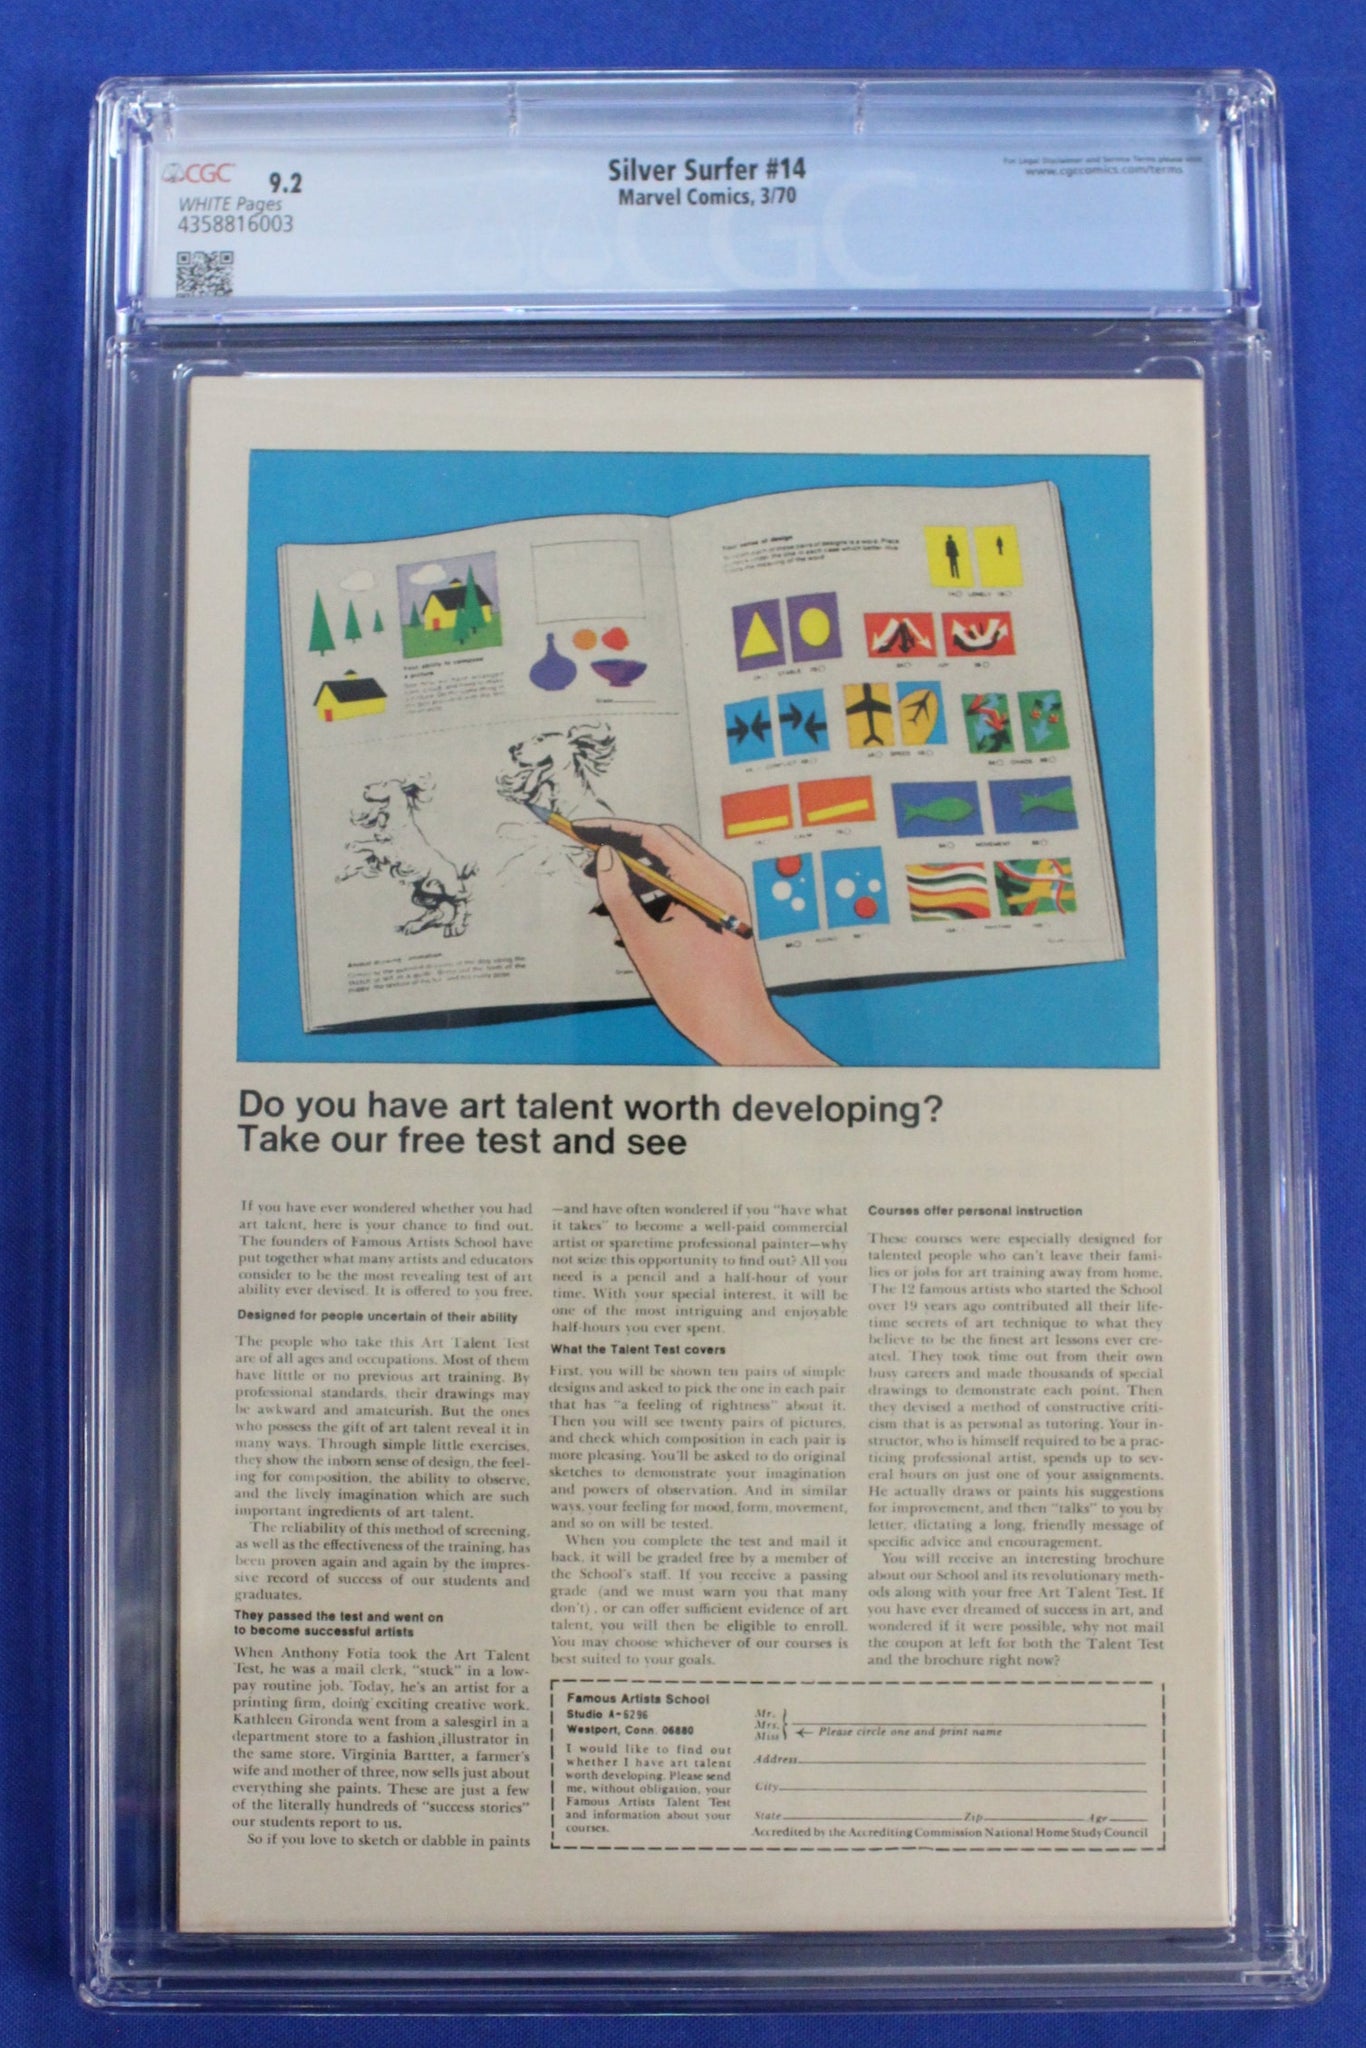 CGC
9.2
WHITE Pages
4358816003
Silver Surfer #14
Marvel Comics, 3/70
For Legal Disclaimer and Service Terms please visit
www.cgccomics.com/terms
Your ability to compose
a picture
Your sense of design
LONELY
STABLE
JOY
CONFLICT
SPEED
CHAOS
CALM
MOVEMENT
Do you have art talent worth developing?
Take our free test and see
If you have ever wondered whether you had
art talent, here is your chance to find out.
The founders of Famous Artists School have
put together what many artists and educators
consider to be the most revealing test of art
ability ever devised. It is offered to you free.
Designed for people uncertain of their ability
The people who take this Art Talent Test
are of all ages and occupations. Most of them
have little or no previous art training. By
professional standards, their drawings may
be awkward and amateurish. But the ones
who possess the gift of art talent reveal it in
many ways. Through simple little exercises,
they show the inborn sense of design, the feel-
ing for composition, the ability to observe,
and the lively imagination which are such
important ingredients of art talent.
The reliability of this method of screening,
as well as the effectiveness of the training, has
been proven again and again by the impres-
sive record of success of our students and
graduates.
They passed the test and went on
to become successful artists
When Anthony Fotia took the Art Talent
Test, he was a mail clerk, "stuck" in a low-
pay routine job. Today, he's an artist for a
printing firm, doing exciting creative work.
Kathleen Gironda went from a salesgirl in a
department store to a fashion illustrator in
the same store. Virginia Bartter, a farmer's
wife and mother of three, now sells just about
everything she paints. These are just a few
of the literally hundreds of "success stories"
our students report to us.
So if you love to sketch or dabble in paints
—and have often wondered if you "have what
it takes" to become a well-paid commercial
artist or sparetime professional painter—why
not seize this opportunity to find out? All you
need is a pencil and a half-hour of your
time. With your special interest, it will be
one of the most intriguing and enjoyable
half-hours you ever spent.
What the Talent Test covers
First, you will be shown ten pairs of simple
designs and asked to pick the one in each pair
that has "a feeling of rightness" about it.
Then you will see twenty pairs of pictures,
and check which composition in each pair is
more pleasing. You'll be asked to do original
sketches to demonstrate your imagination
and powers of observation. And in similar
ways, your feeling for mood, form, movement,
and so on will be tested.
When you complete the test and mail it
back, it will be graded free by a member of
the School's staff. If you receive a passing
grade (and we must warn you that many
don't), or can offer sufficient evidence of art
talent, you will then be eligible to enroll.
You may choose whichever of our courses is
best suited to your goals.
Courses offer personal instruction
These courses were especially designed for
talented people who can't leave their fami-
lies or jobs for art training away from home.
The 12 famous artists who started the School
over 19 years ago contributed all their life-
time secrets of art technique to what they
believe to be the finest art lessons ever cre-
ated. They took time out from their own
busy careers and made thousands of special
drawings to demonstrate each point. Then
they devised a method of constructive criti-
cism that is as personal as tutoring. Your in-
structor, who is himself required to be a prac-
ticing professional artist, spends up to sev-
eral hours on just one of your assignments.
He actually draws or paints his suggestions
for improvement, and then "talks" to you by
letter, dictating a long, friendly message of
specific advice and encouragement.
You will receive an interesting brochure
about our School and its revolutionary meth-
ods along with your free Art Talent Test. If
you have ever dreamed of success in art, and
wondered if it were possible, why not mail
the coupon at left for both the Talent Test
and the brochure right now?
Famous Artists School
Studio A-6296
Westport, Conn. 06880
I would like to find out
whether I have art talent
worth developing. Please send
me, without obligation, your
Famous Artists Talent Test
and information about your
courses.
Mr.
Mrs.
Miss
Please circle one and print name
Address
City
State Zip Age
Accredited by the Accrediting Commission National Home Study Council